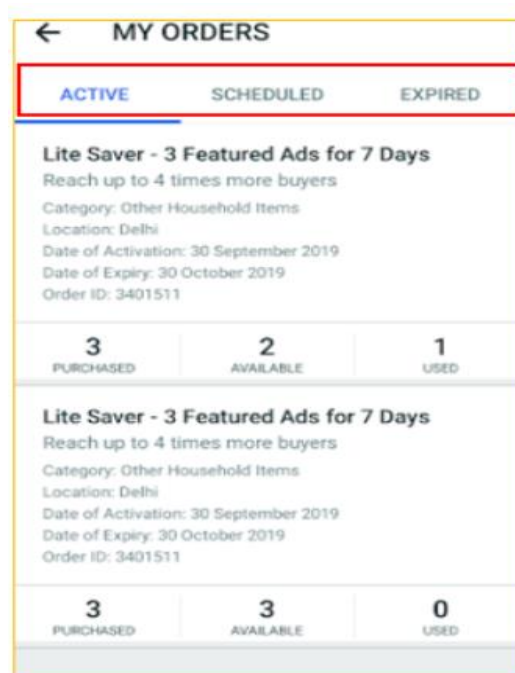 MY ORDERS
ACTIVE SCHEDULED EXPIRED
Lite Saver - 3 Featured Ads for 7 Days
Reach up to 4 times more buyers
Category: Other Household Items
Location: Delhi
Date of Activation: 30 September 2019
Date of Expiry: 30 October 2019
Order ID: 3401511
3 2 1
PURCHASED AVAILABLE USED
Lite Saver - 3 Featured Ads for 7 Days
Reach up to 4 times more buyers
Category: Other Household Items
Location: Delhi
Date of Activation: 30 September 2019
Date of Expiry: 30 October 2019
Order ID: 3401511
3 3 0
PURCHASED AVAILABLE USED